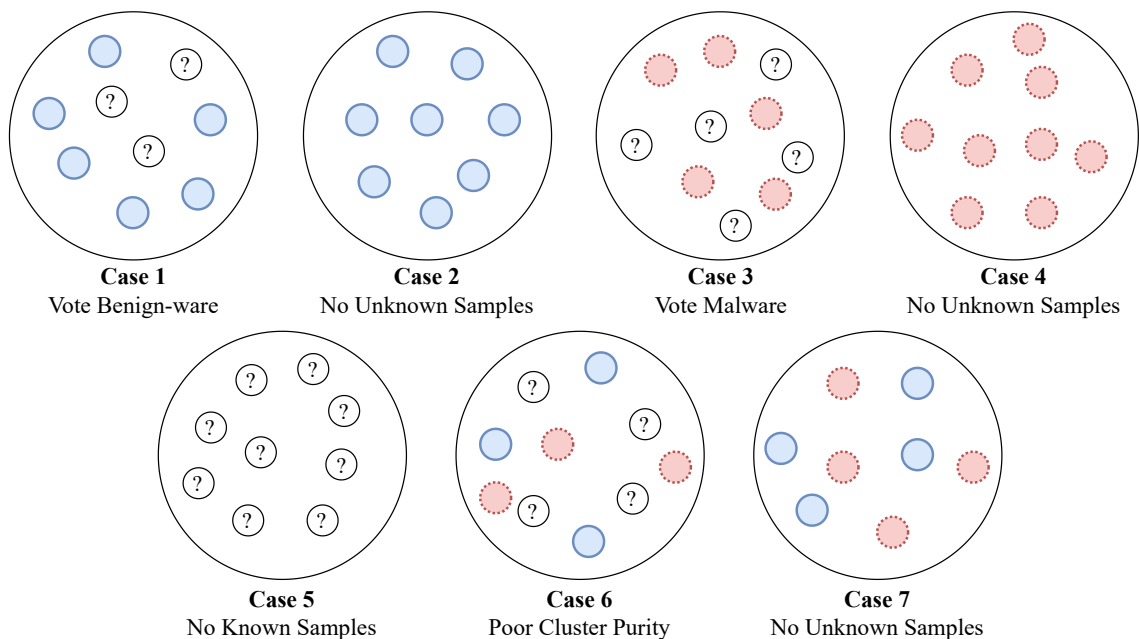 ?
?
?
?
?
?
?
?
Case 1
Case 2
Case 3
Case 4
Vote Benign-ware
No Unknown Samples
Vote Malware
No Unknown Samples
?
?
?
?
?
?
?
?
?
?
?
?
?
Case 5
Case 6
Case 7
No Known Samples
Poor Cluster Purity
No Unknown Samples